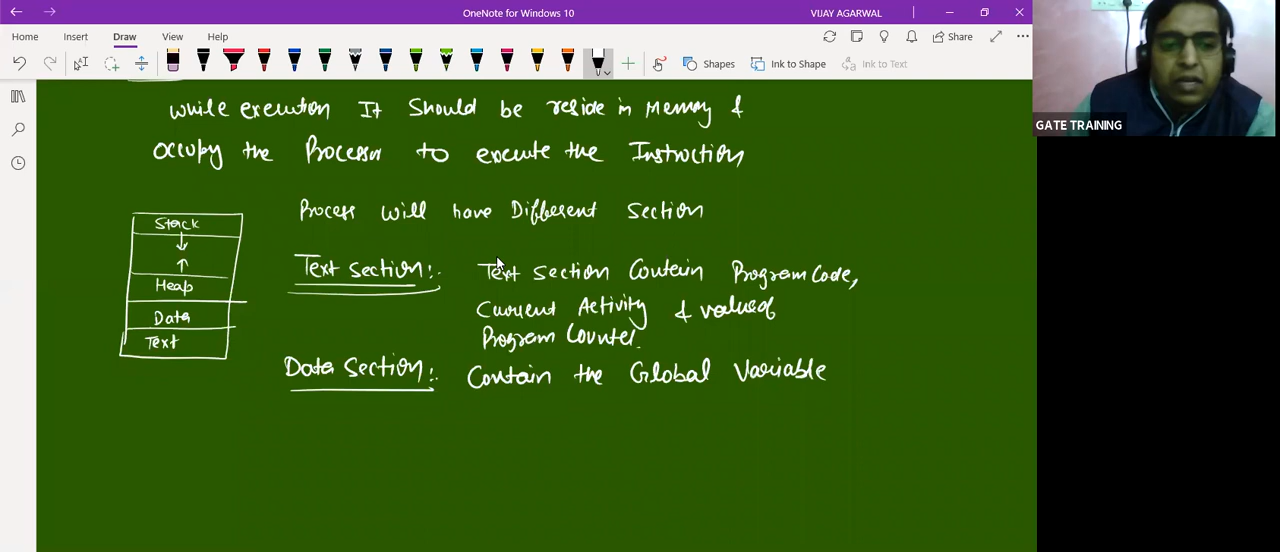 OneNote for Windows 10
VIJAY AGARWAL
Home Insert Draw View Help
Share
Shapes
Ink to Shape
Ink to Text
GATE TRAINING
while execution It Should be reside in Memory &
occupy the Processor to execute the Instruction
Process will have Different Section
Stack
Heap
Data
Text
Text section:. Text Section Contain Program Code,
Current Activity & value of
Program Counter.
Data Section:. Contain the Global Variable